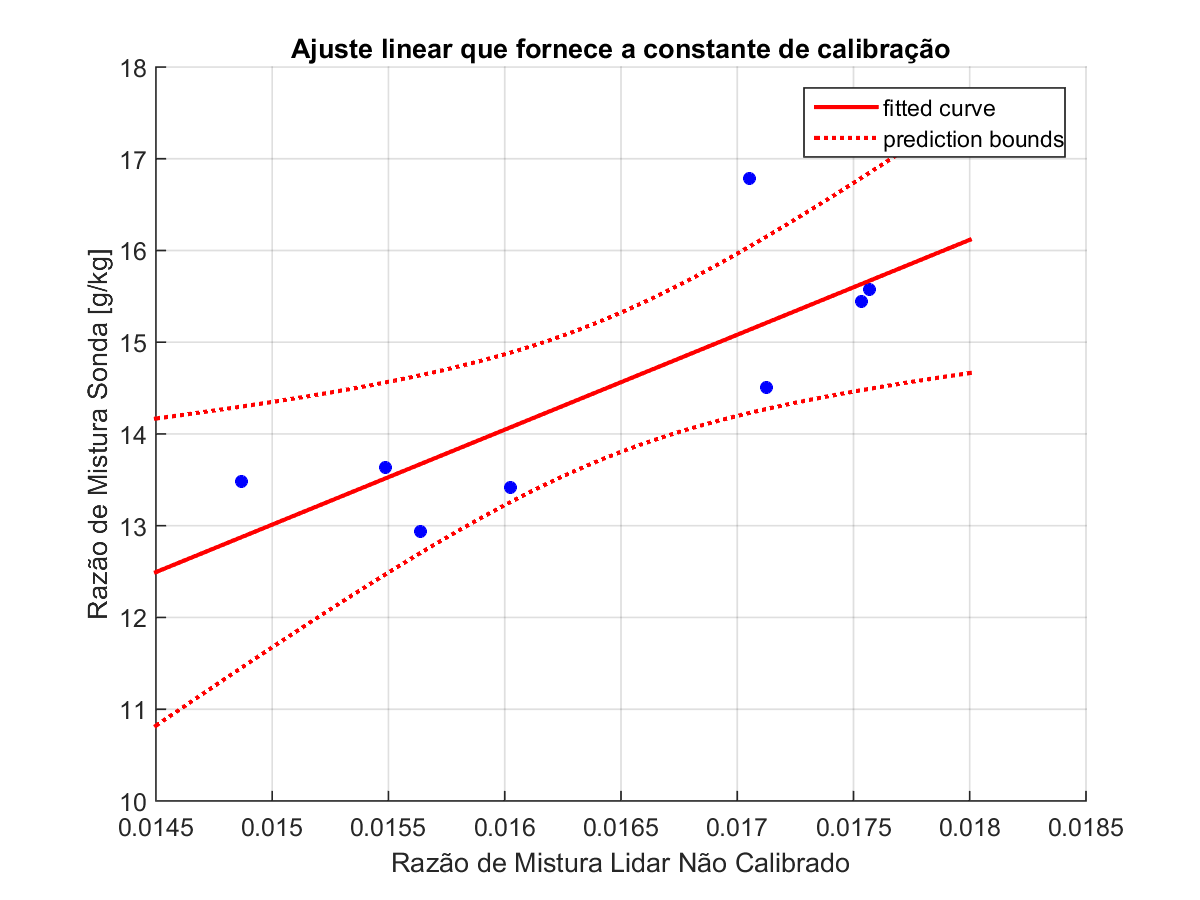 Ajuste linear que fornece a constante de calibração
fitted curve
prediction bounds
18
17
16
15
14
13
12
11
10
Razão de Mistura Sonda [g/kg]
0.0145 0.015 0.0155 0.016 0.0165 0.017 0.0175 0.018 0.0185
Razão de Mistura Lidar Não Calibrado